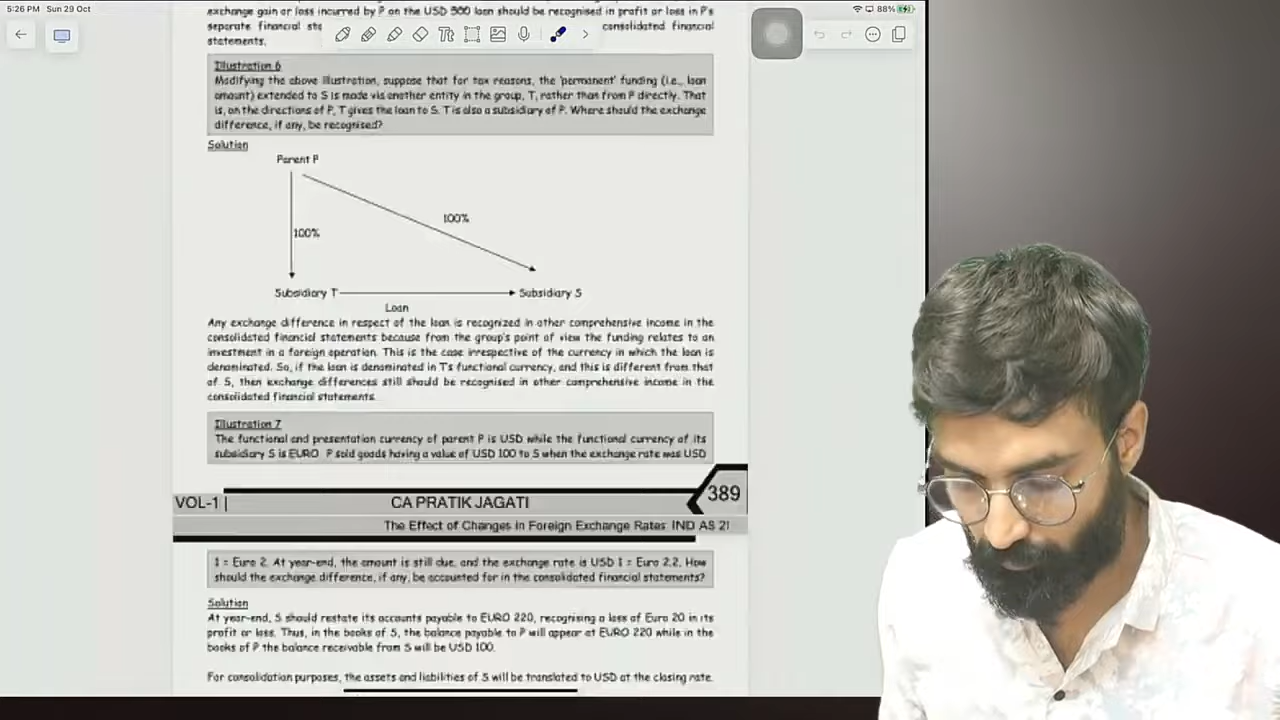 5:26 PM Sun 29 Oct
88%
exchange gain or loss incurred by P on the USD 500 loan should be recognised in profit or loss in P's
separate financial consolidated financial
statements.
Illustration 6
Modifying the above Illustration, suppose that for tax reasons, the 'permanent' funding (i.e., loan
amount) extended to S is made via another entity in the group, T, rather than from P directly. That
is, on the directions of P, T gives the loan to S. T is also a subsidiary of P. Where should the exchange
difference, if any, be recognised?
Solution
Parent P
100%
100%
Subsidiary T
Subsidiary S
Loan
Any exchange difference in respect of the loan is recognized in other comprehensive income in the
consolidated financial statements because from the group's point of view the funding relates to an
investment in a foreign operation. This is the case irrespective of the currency in which the loan is
denominated. So, if the loan is denominated in T's functional currency, and this is different from that
of S, then exchange differences still should be recognised in other comprehensive income in the
consolidated financial statements.
Illustration 7
The functional and presentation currency of parent P is USD while the functional currency of its
subsidiary S is EURO P sold goods having a value of USD 100 to S when the exchange rate was USD
389
VOL-1 |
CA PRATIK JAGATI
The Effect of Changes in Foreign Exchange Rates: IND AS 21
1 = Euro 2. At year-end, the amount is still due, and the exchange rate is USD 1 = Euro 2.2. How
should the exchange difference, if any, be accounted for in the consolidated financial statements?
Solution
At year-end, S should restate its accounts payable to EURO 220, recognising a loss of Euro 20 in its
profit or loss. Thus, in the books of S, the balance payable to P will appear at EURO 220 while in the
books of P the balance receivable from S will be USD 100.
For consolidation purposes, the assets and liabilities of S will be translated to USD at the closing rate.